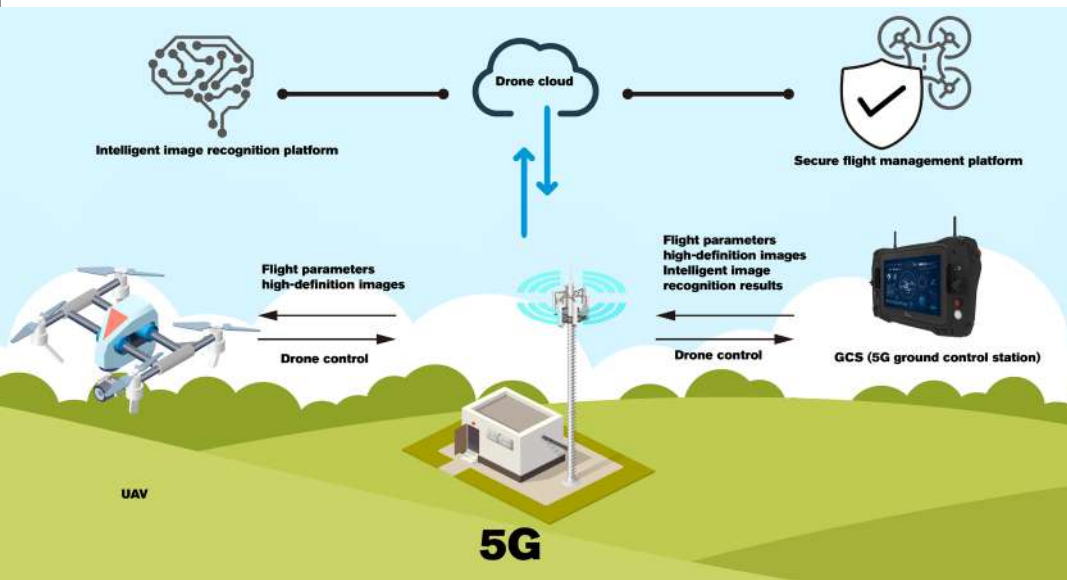 Drone cloud
Intelligent image recognition platform
Secure flight management platform
Flight parameters
high-definition images
Drone control
Flight parameters
high-definition images
Intelligent image
recognition results
Drone control
GCS (5G ground control station)
UAV
5G